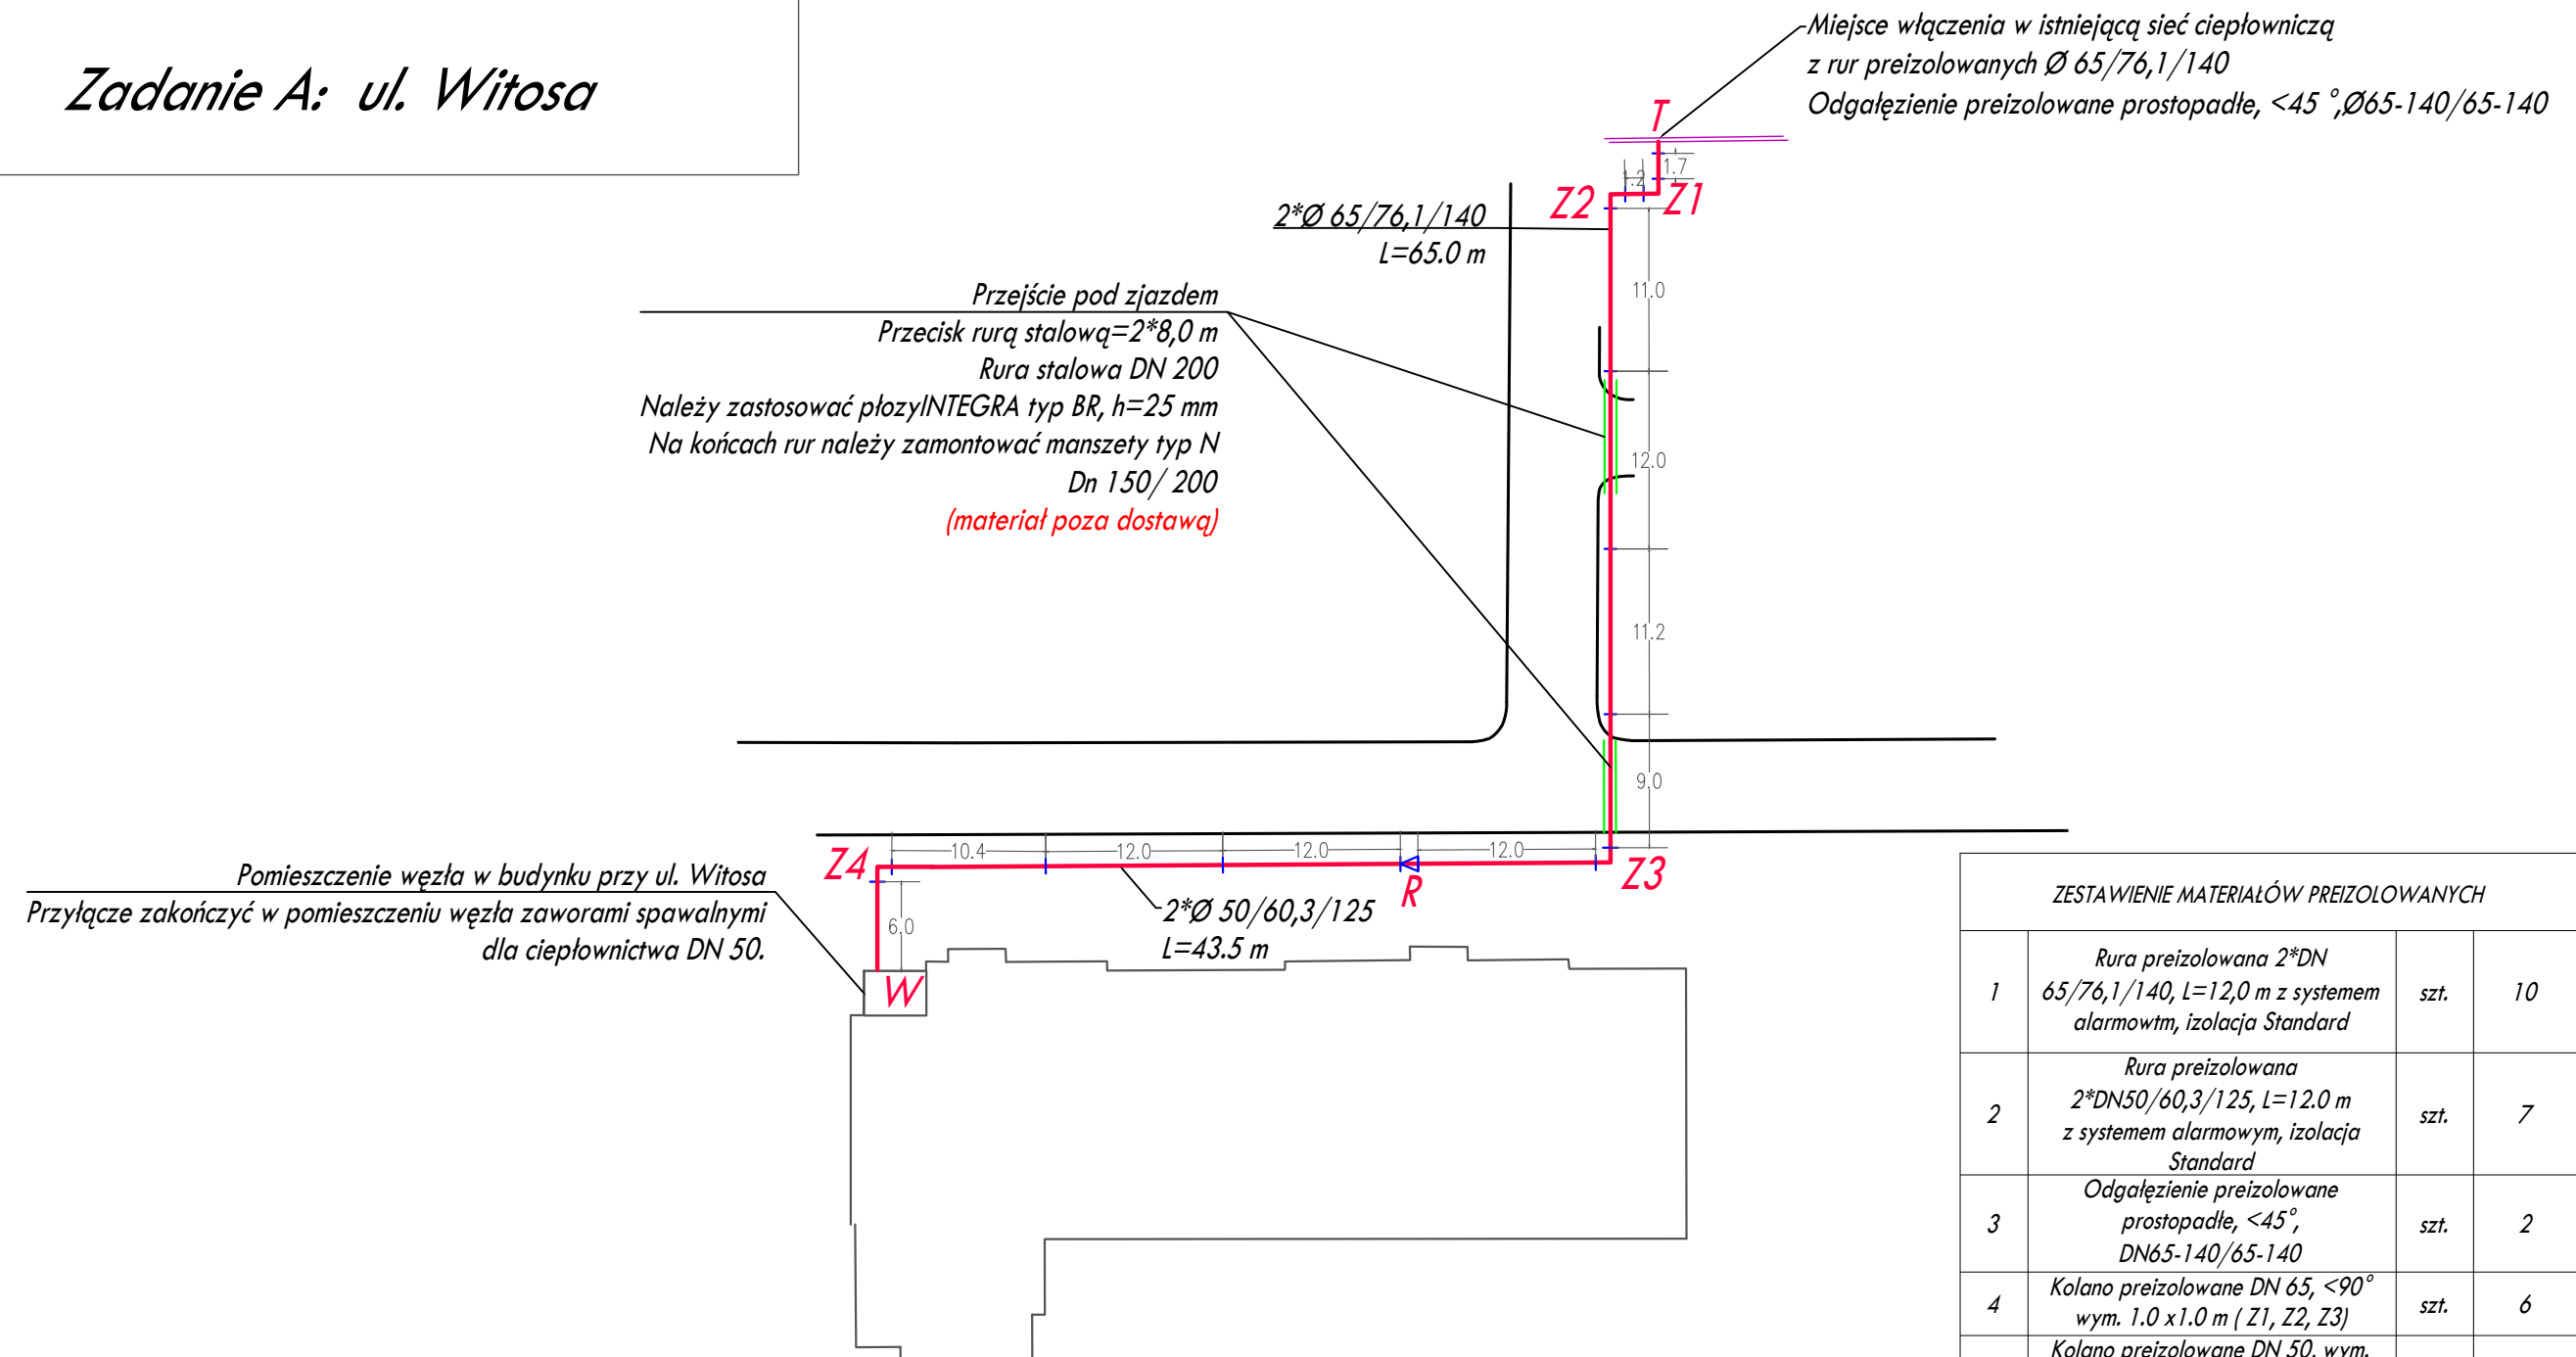 Zadanie A: ul. Witosa
Miejsce włączenia w istniejącą sieć ciepłowniczą
z rur preizolowanych Ø 65/76,1/140
Odgałęzienie preizolowane prostopadłe, <45 °,Ø65-140/65-140
T
1.7
1.2
Z2
Z1
2*Ø 65/76,1/140
L=65.0 m
11.0
Przejście pod zjazdem
Przecisk rurą stalową=2*8,0 m
Rura stalowa DN 200
Należy zastosować płozyINTEGRA typ BR, h=25 mm
Na końcach rur należy zamontować manszety typ N
Dn 150/ 200
(materiał poza dostawą)
12.0
11.2
9.0
10.4
12.0
12.0
12.0
Z4
Z3
R
Pomieszczenie węzła w budynku przy ul. Witosa
Przyłącze zakończyć w pomieszczeniu węzła zaworami spawalnymi
dla ciepłownictwa DN 50.
6.0
2*Ø 50/60,3/125
L=43.5 m
W
ZESTAWIENIE MATERIAŁÓW PREIZOLOWANYCH
1
Rura preizolowana 2*DN
65/76,1/140, L=12,0 m z systemem
alarmowtm, izolacja Standard
szt.
10
2
Rura preizolowana
2*DN50/60,3/125, L=12.0 m
z systemem alarmowym, izolacja
Standard
szt.
7
3
Odgałęzienie preizolowane
prostopadłe, <45°,
DN65-140/65-140
szt.
2
4
Kolano preizolowane DN 65, <90°
wym. 1.0 x1.0 m ( Z1, Z2, Z3)
szt.
6
Kolano preizolowane DN 50, wym.